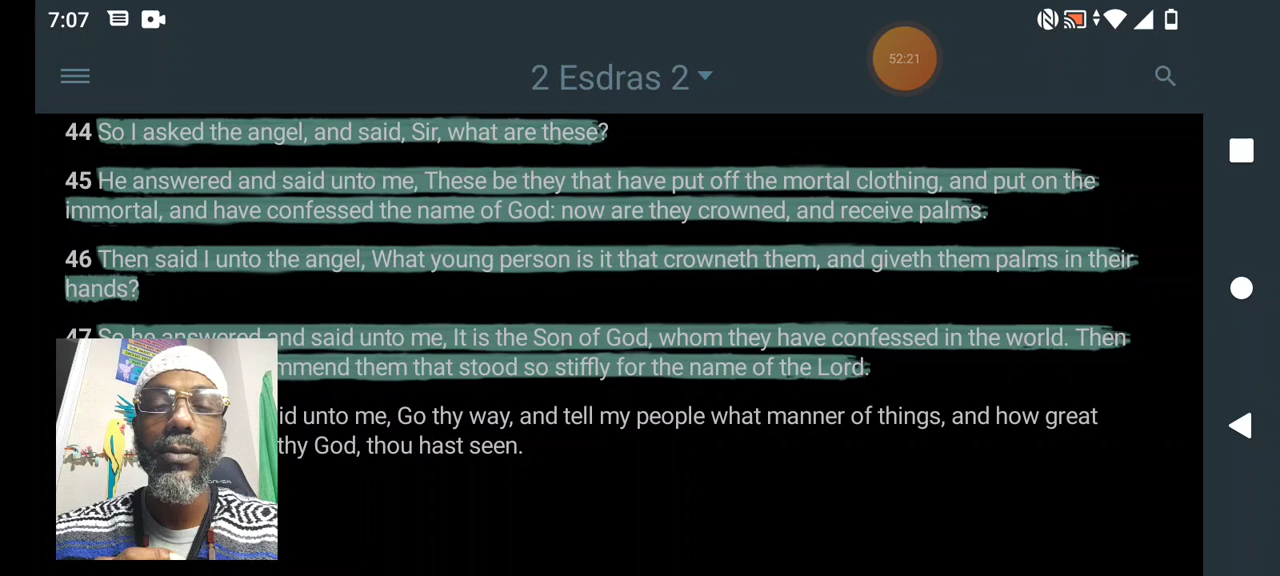 7:07
52:21
2 Esdras 2
44 So I asked the angel, and said, Sir, what are these?
45 He answered and said unto me, These be they that have put off the mortal clothing, and put on the
immortal, and have confessed the name of God: now are they crowned, and receive palms.
46 Then said I unto the angel, What young person is it that crowneth them, and giveth them palms in their
hands?
47 So he answered and said unto me, It is the Son of God, whom they have confessed in the world. Then
mmend them that stood so stiffly for the name of the Lord.
id unto me, Go thy way, and tell my people what manner of things, and how great
thy God, thou hast seen.